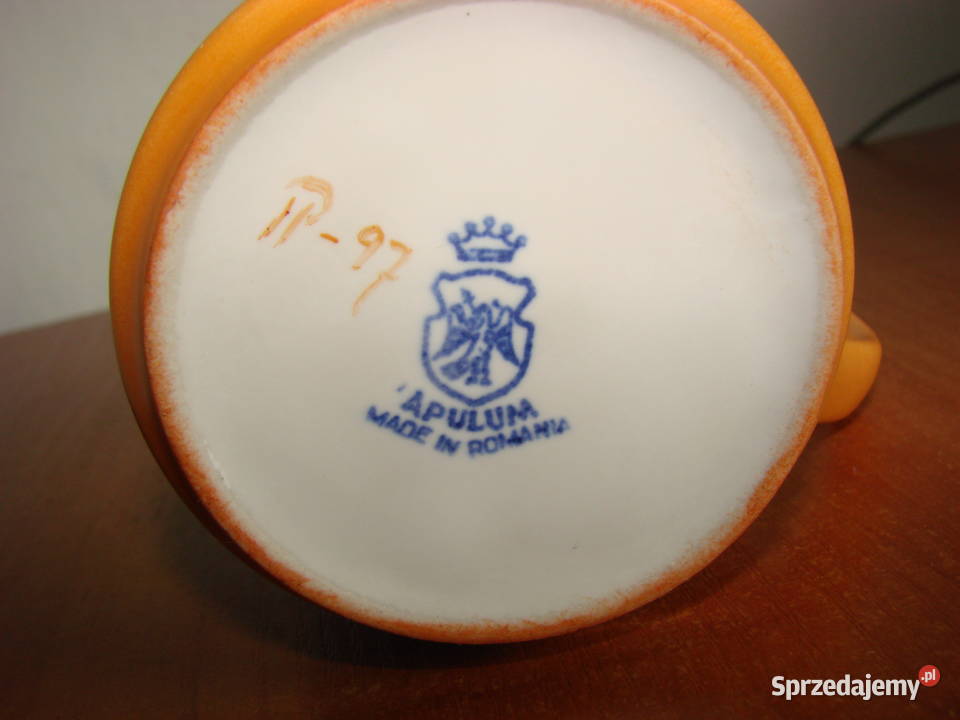 P-97
APULUM
MADE IN ROMANIA
Sprzedajemy.pl